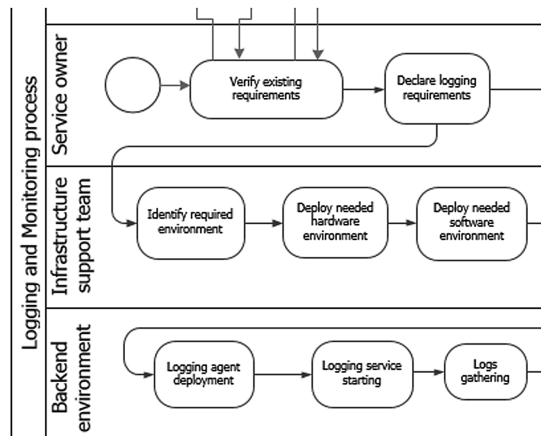 Logging and Monitoring process
Service owner
Verify existing
requirements
Declare logging
requirements
Infrastructure
support team
Identify required
environment
Deploy needed
hardware
environment
Deploy needed
software
environment
Backend
environment
Logging agent
deployment
Logging service
starting
Logs
gathering